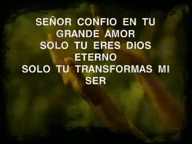 SEÑOR CONFIO EN TU
GRANDE AMOR
SOLO TU ERES DIOS
ETERNO
SOLO TU TRANSFORMAS MI
SER